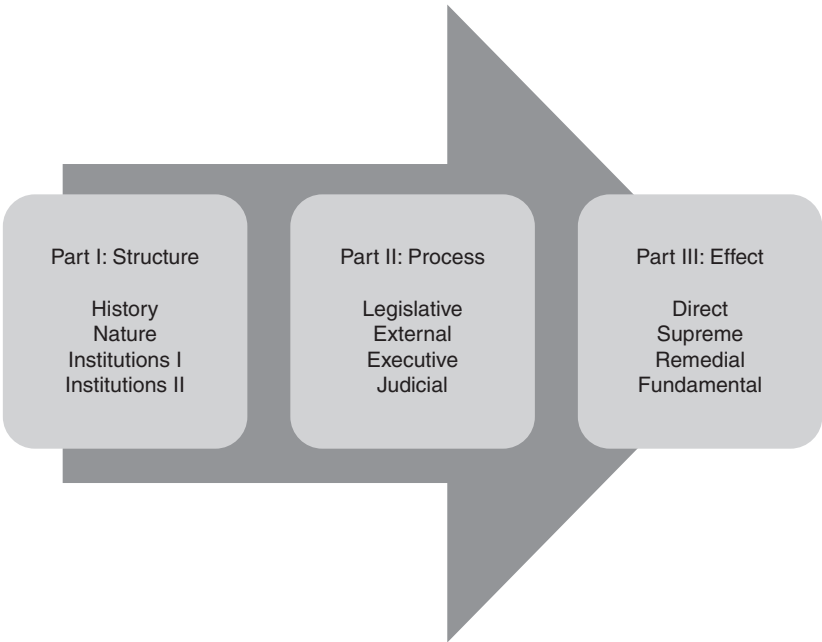 Part I: Structure
History
Nature
Institutions I
Institutions II
Part II: Process
Legislative
External
Executive
Judicial
Part III: Effect
Direct
Supreme
Remedial
Fundamental